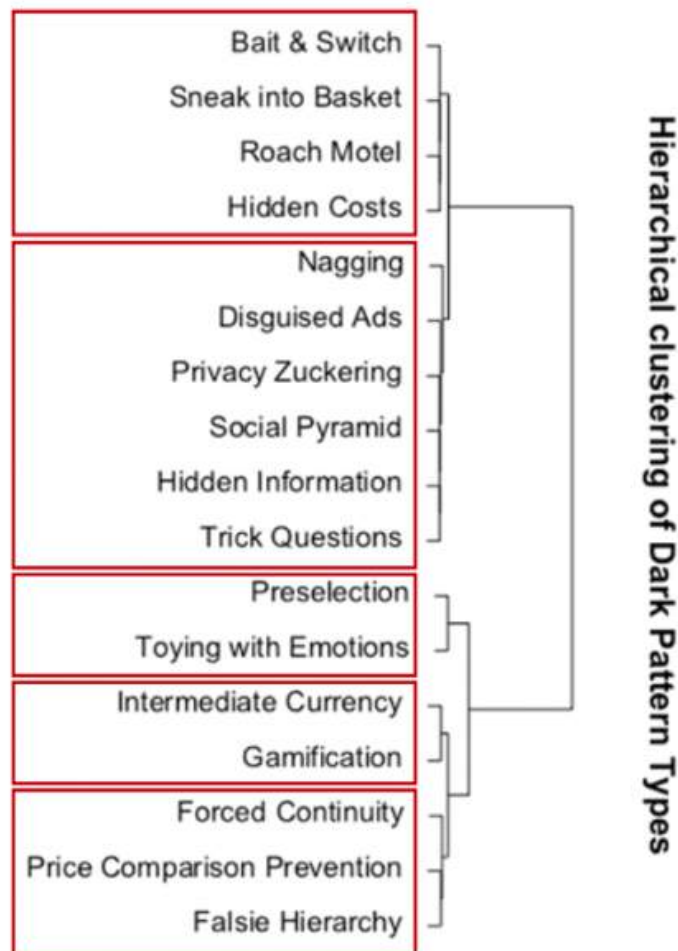 Bait & Switch
Sneak into Basket
Roach Motel
Hidden Costs
Nagging
Disguised Ads
Privacy Zuckering
Social Pyramid
Hidden Information
Trick Questions
Preselection
Toying with Emotions
Intermediate Currency
Gamification
Forced Continuity
Price Comparison Prevention
Falsie Hierarchy
Hierarchical clustering of Dark Pattern Types